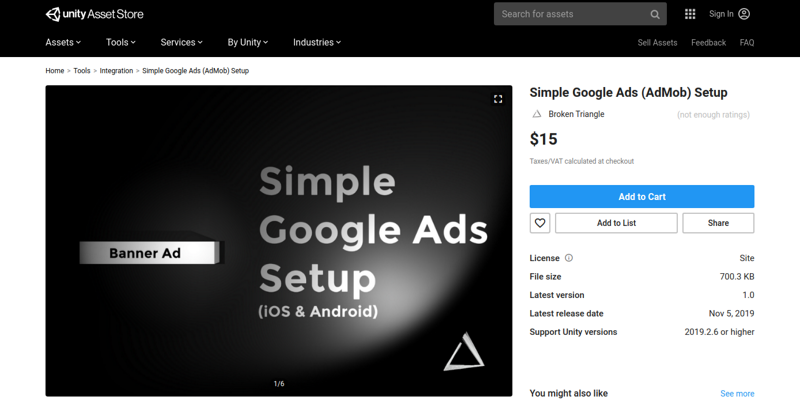 unity Asset Store
Search for assets
Sign In
Assets
Tools
Services
By Unity
Industries
Sell Assets
Feedback
FAQ
Home > Tools > Integration > Simple Google Ads (AdMob) Setup
Simple
Google Ads
Setup
(iOS & Android)
Banner Ad
1/6
Simple Google Ads (AdMob) Setup
Broken Triangle
(not enough ratings)
$15
Taxes/VAT calculated at checkout
Add to Cart
Add to List
Share
License Site
File size 700.3 KB
Latest version 1.0
Latest release date Nov 5, 2019
Support Unity versions 2019.2.6 or higher
You might also like
See more